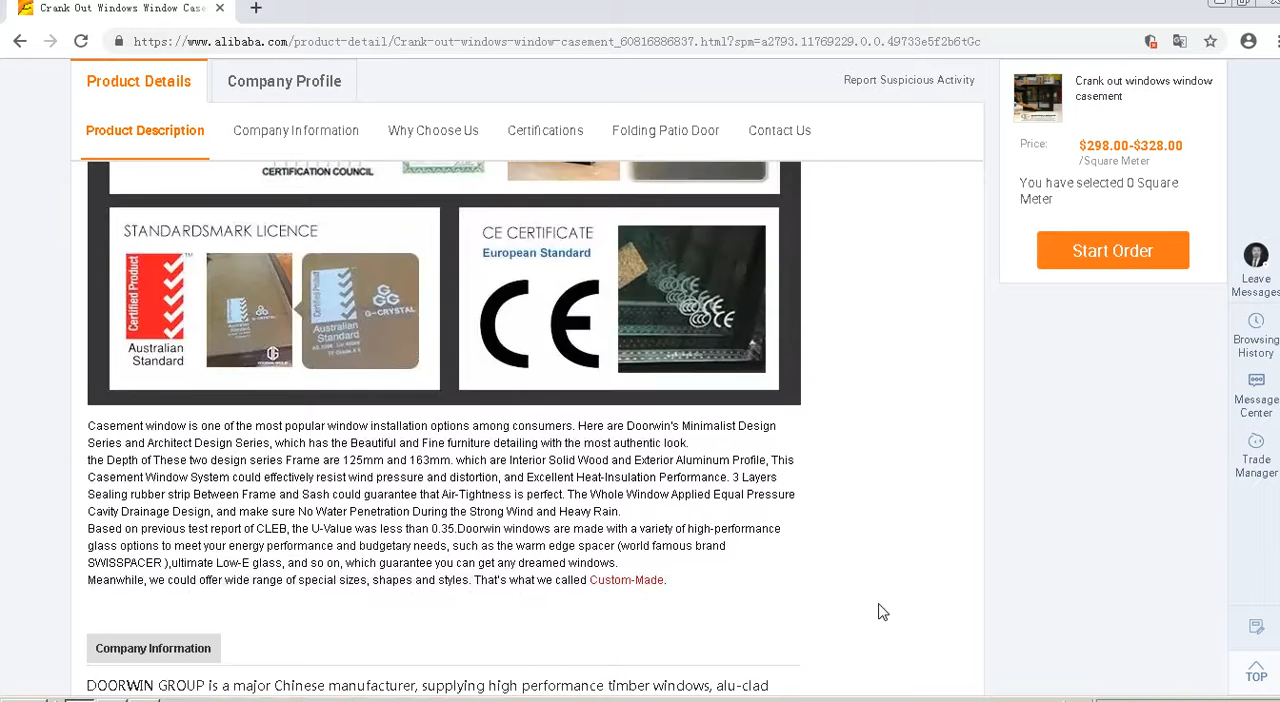 Crank Out Windows Window Case
https://www.alibaba.com/product-detail/Crank-out-windows-window-casement_60816886837.html?spm=a2793.11769229.0.0.49733e5f2b6tGc
Product Details
Company Profile
Report Suspicious Activity
Product Description
Company Information
Why Choose Us
Certifications
Folding Patio Door
Contact Us
CERTIFICATION COUNCIL
STANDARDSMARK LICENCE
Certified Product
Australian
Standard
Certified Product
Australian
Standard
G-CRYSTAL
CE CERTIFICATE
European Standard
CE
Casement window is one of the most popular window installation options among consumers. Here are Doorwin's Minimalist Design
Series and Architect Design Series, which has the Beautiful and Fine furniture detailing with the most authentic look.
the Depth of These two design series Frame are 125mm and 163mm. which are Interior Solid Wood and Exterior Aluminum Profile, This
Casement Window System could effectively resist wind pressure and distortion, and Excellent Heat-Insulation Performance. 3 Layers
Sealing rubber strip Between Frame and Sash could guarantee that Air-Tightness is perfect. The Whole Window Applied Equal Pressure
Cavity Drainage Design, and make sure No Water Penetration During the Strong Wind and Heavy Rain.
Based on previous test report of CLEB, the U-Value was less than 0.35.Doorwin windows are made with a variety of high-performance
glass options to meet your energy performance and budgetary needs, such as the warm edge spacer (world famous brand
SWISSPACER ),ultimate Low-E glass, and so on, which guarantee you can get any dreamed windows.
Meanwhile, we could offer wide range of special sizes, shapes and styles. That's what we called Custom-Made.
Company Information
DOORWIN GROUP is a major Chinese manufacturer, supplying high performance timber windows, alu-clad
Crank out windows window
casement
Price:
$298.00-$328.00
/Square Meter
You have selected 0 Square
Meter
Start Order
Leave
Messages
Browsing
History
Message
Center
Trade
Manager
TOP